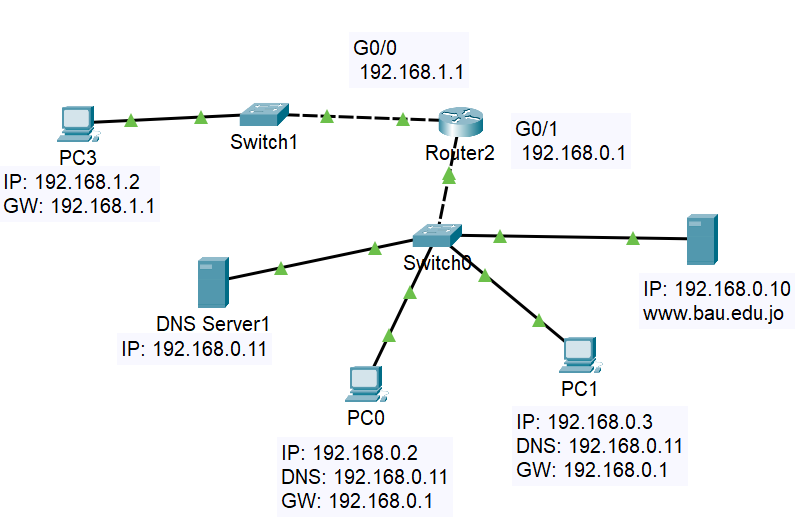 G0/0
192.168.1.1
Switch1
Router2
G0/1
192.168.0.1
PC3
IP: 192.168.1.2
GW: 192.168.1.1
Switch0
DNS Server1
IP: 192.168.0.11
IP: 192.168.0.10
www.bau.edu.jo
PC0
IP: 192.168.0.2
DNS: 192.168.0.11
GW: 192.168.0.1
PC1
IP: 192.168.0.3
DNS: 192.168.0.11
GW: 192.168.0.1